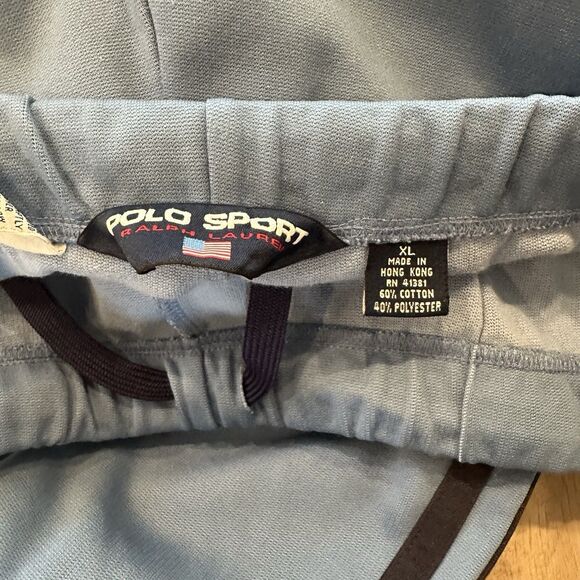 POLO SPORT
RALPH LAUREN
XL
MADE IN
HONG KONG
RN 41381
60% COTTON
40% POLYESTER